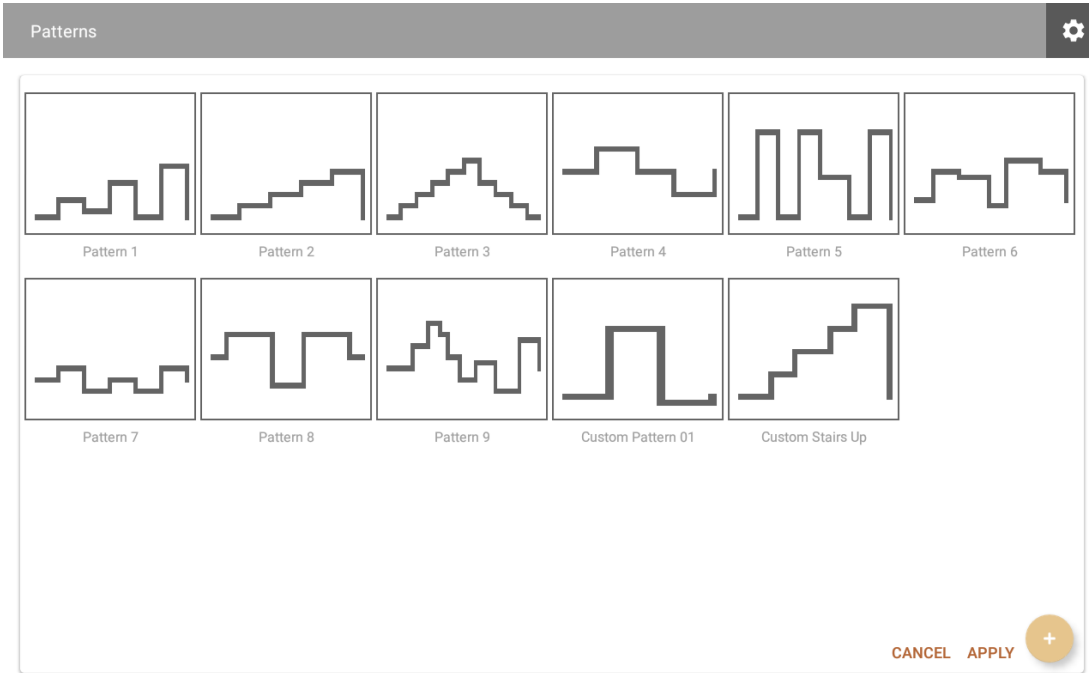 Patterns
Pattern 1
Pattern 2
Pattern 3
Pattern 4
Pattern 5
Pattern 6
Pattern 7
Pattern 8
Pattern 9
Custom Pattern 01
Custom Stairs Up
CANCEL APPLY +